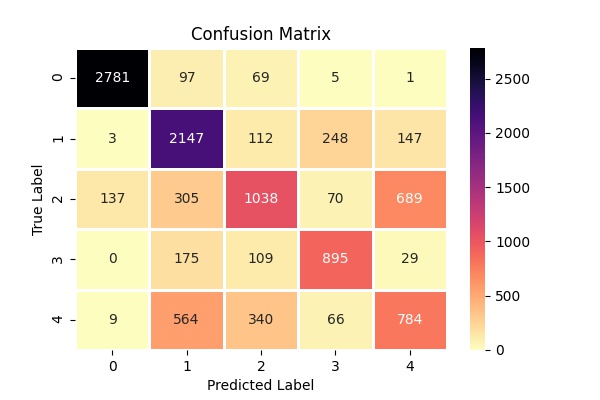 Confusion Matrix
0 2781 97 69 5 1
1 3 2147 112 248 147
2 137 305 1038 70 689
3 0 175 109 895 29
4 9 564 340 66 784
0 1 2 3 4
True Label
Predicted Label
2500
2000
1500
1000
500
0